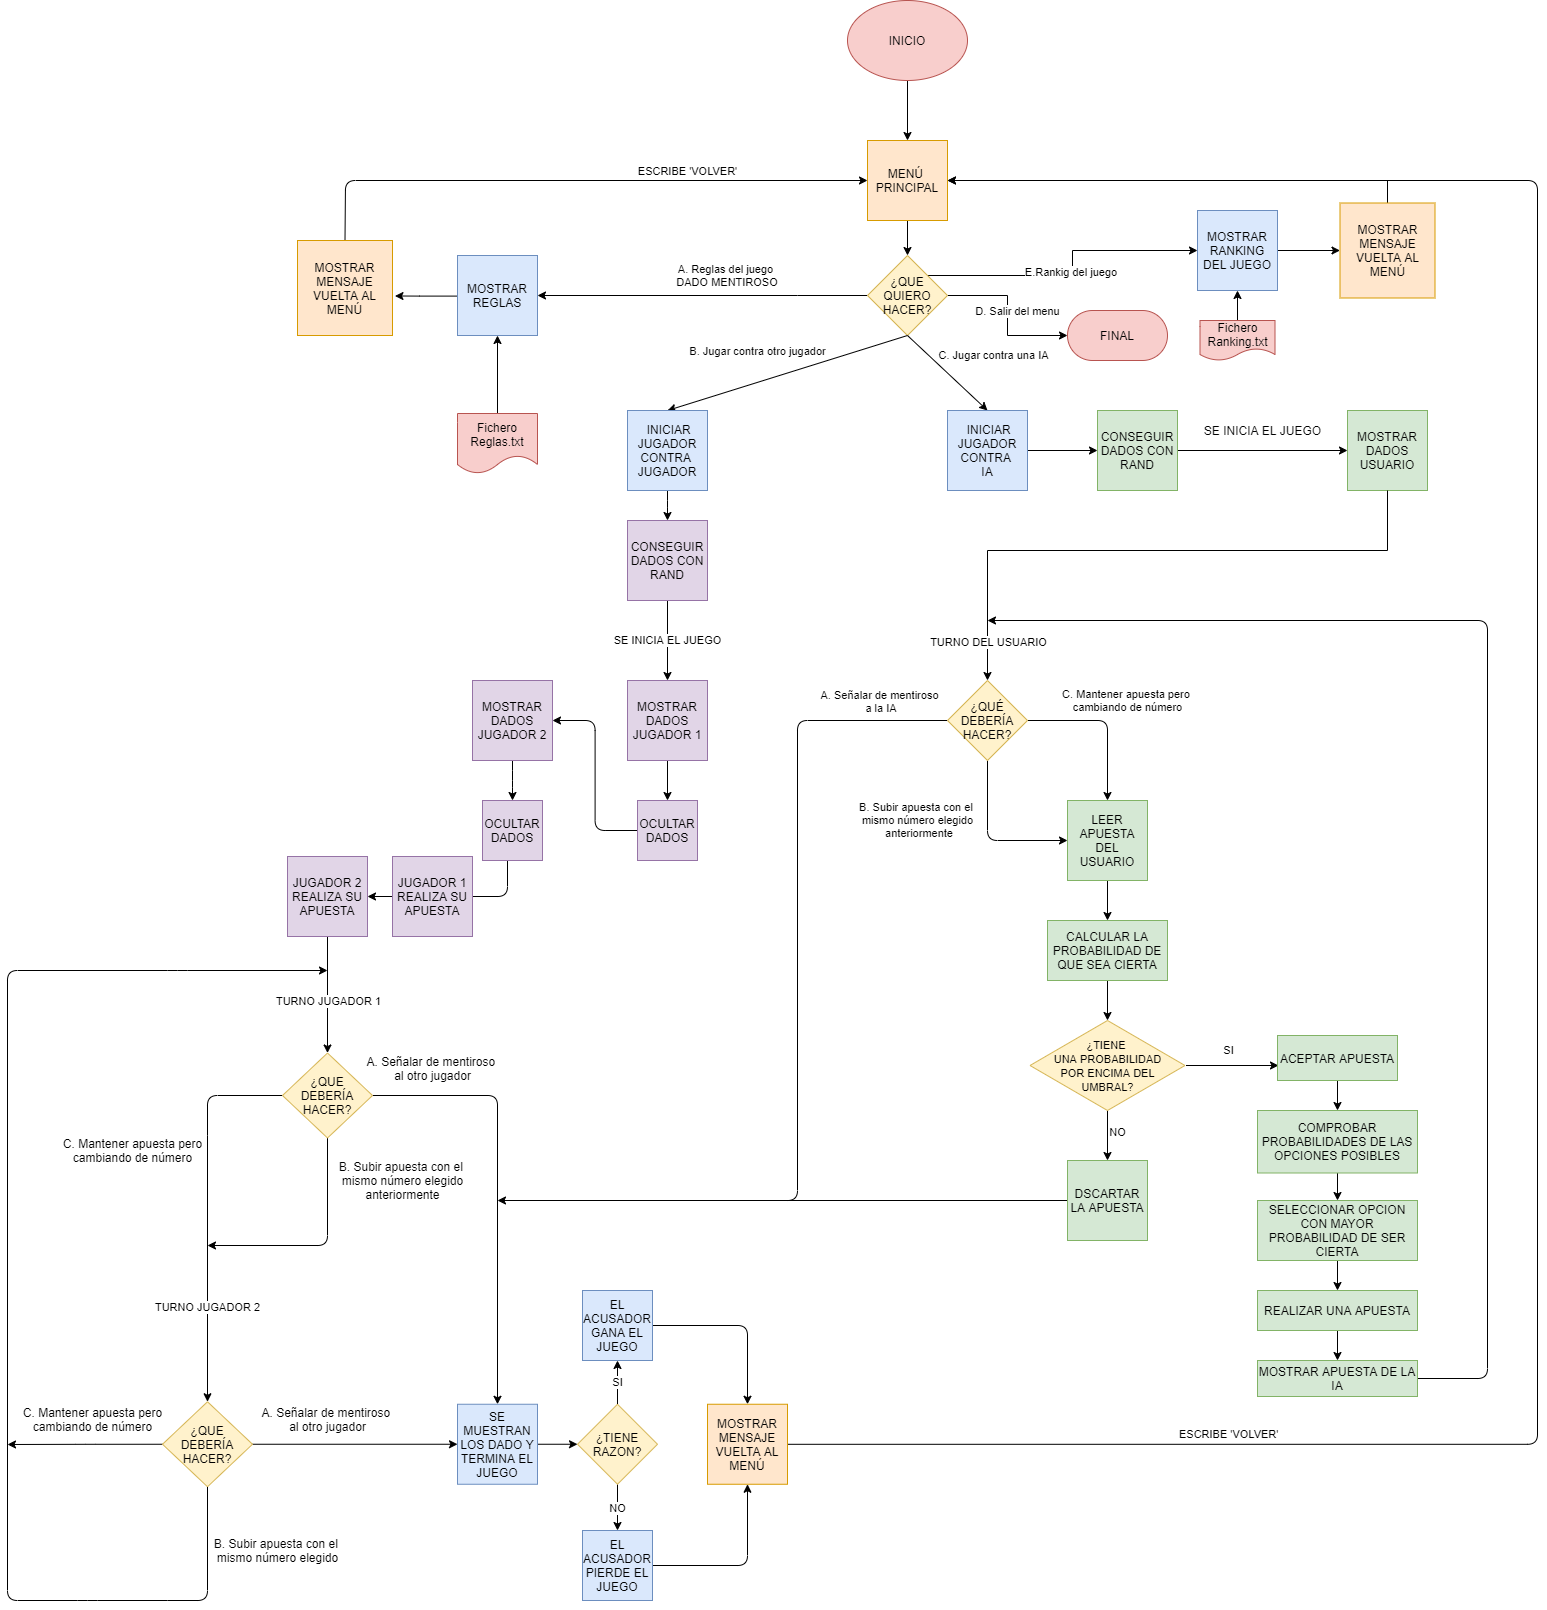 INICIO
MENÚ
PRINCIPAL
ESCRIBE 'VOLVER'
MOSTRAR
MENSAJE
VUELTA AL
MENÚ
MOSTRAR
REGLAS
A. Reglas del juego
DADO MENTIROSO
¿QUE
QUIERO
HACER?
E.Rankig del juego
D. Salir del menu
FINAL
MOSTRAR
RANKING
DEL JUEGO
MOSTRAR
MENSAJE
VUELTA AL
MENÚ
Fichero
Ranking.txt
B. Jugar contra otro jugador
C. Jugar contra una IA
Fichero
Reglas.txt
INICIAR
JUGADOR
CONTRA
JUGADOR
INICIAR
JUGADOR
CONTRA
IA
CONSEGUIR
DADOS CON
RAND
SE INICIA EL JUEGO
MOSTRAR
DADOS
USUARIO
CONSEGUIR
DADOS CON
RAND
SE INICIA EL JUEGO
TURNO DEL USUARIO
MOSTRAR
DADOS
JUGADOR 2
MOSTRAR
DADOS
JUGADOR 1
A. Señalar de mentiroso
a la IA
¿QUÉ
DEBERÍA
HACER?
C. Mantener apuesta pero
cambiando de número
OCULTAR
DADOS
OCULTAR
DADOS
B. Subir apuesta con el
mismo número elegido
anteriormente
LEER
APUESTA
DEL
USUARIO
JUGADOR 2
REALIZA SU
APUESTA
JUGADOR 1
REALIZA SU
APUESTA
CALCULAR LA
PROBABILIDAD DE
QUE SEA CIERTA
TURNO JUGADOR 1
¿QUE
DEBERÍA
HACER?
A. Señalar de mentiroso
al otro jugador
¿TIENE
UNA PROBABILIDAD
POR ENCIMA DEL
UMBRAL?
SI
ACEPTAR APUESTA
C. Mantener apuesta pero
cambiando de número
B. Subir apuesta con el
mismo número elegido
anteriormente
NO
COMPROBAR
PROBABILIDADES DE LAS
OPCIONES POSIBLES
DSCARTAR
LA APUESTA
SELECCIONAR OPCION
CON MAYOR
PROBABILIDAD DE SER
CIERTA
TURNO JUGADOR 2
EL
ACUSADOR
GANA EL
JUEGO
REALIZAR UNA APUESTA
SI
MOSTRAR APUESTA DE LA
IA
C. Mantener apuesta pero
cambiando de número
¿QUE
DEBERÍA
HACER?
A. Señalar de mentiroso
al otro jugador
SE
MUESTRAN
LOS DADO Y
TERMINA EL
JUEGO
¿TIENE
RAZON?
MOSTRAR
MENSAJE
VUELTA AL
MENÚ
ESCRIBE 'VOLVER'
NO
B. Subir apuesta con el
mismo número elegido
EL
ACUSADOR
PIERDE EL
JUEGO